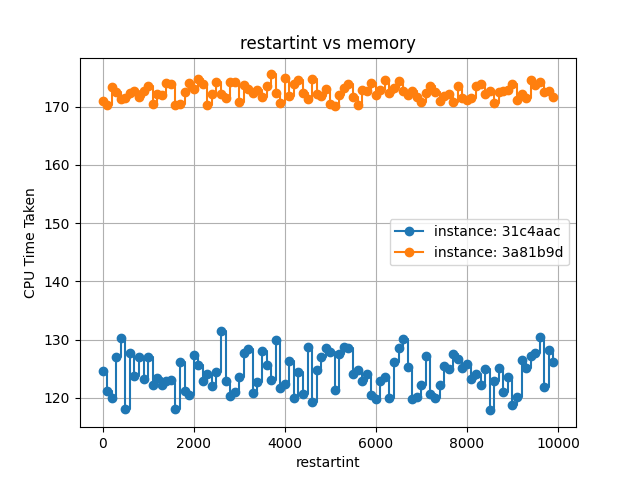 restartint vs memory
CPU Time Taken
170
160
150
140
130
120
instance: 31c4aac
instance: 3a81b9d
0 2000 4000 6000 8000 10000
restartint